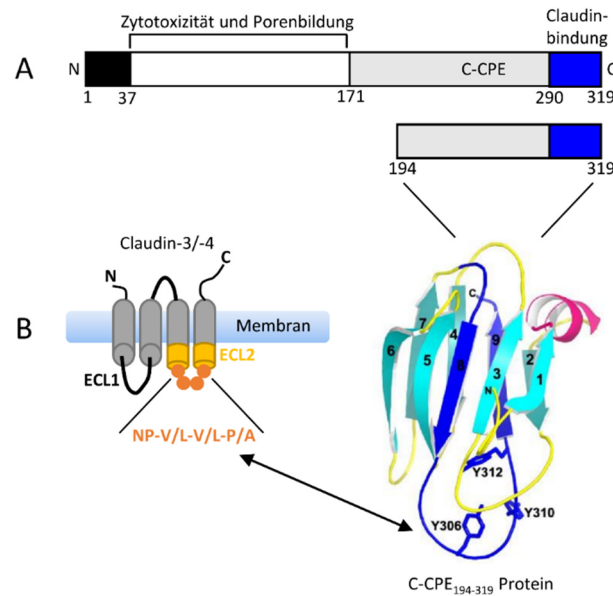 Zytotoxizität und Porenbildung
Claudin-
bindung
A
N
C-CPE
C
1 37 171 290 319
194 319
Claudin-3/-4
N
C
B
Membran
ECL2
ECL1
NP-V/L-V/L-P/A
C
7
4
9
6
5
8
3
2
1
N
Y312
Y306
Y310
C-CPE194-319 Protein